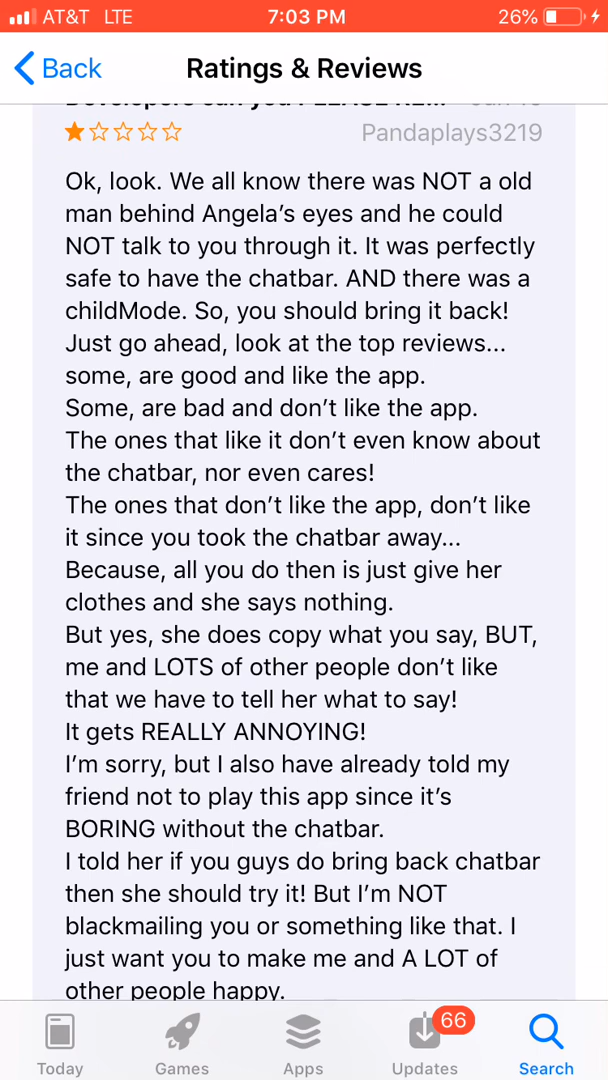 AT&T LTE 7:03 PM 26%
Back Ratings & Reviews
Pandaplays3219
Ok, look. We all know there was NOT a old
man behind Angela’s eyes and he could
NOT talk to you through it. It was perfectly
safe to have the chatbar. AND there was a
childMode. So, you should bring it back!
Just go ahead, look at the top reviews...
some, are good and like the app.
Some, are bad and don’t like the app.
The ones that like it don’t even know about
the chatbar, nor even cares!
The ones that don’t like the app, don’t like
it since you took the chatbar away...
Because, all you do then is just give her
clothes and she says nothing.
But yes, she does copy what you say, BUT,
me and LOTS of other people don’t like
that we have to tell her what to say!
It gets REALLY ANNOYING!
I’m sorry, but I also have already told my
friend not to play this app since it’s
BORING without the chatbar.
I told her if you guys do bring back chatbar
then she should try it! But I’m NOT
blackmailing you or something like that. I
just want you to make me and A LOT of
other people happy.
66
Today Games Apps Updates Search